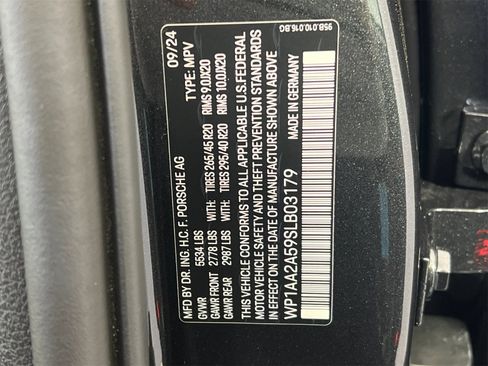 MFD BY DR. ING. H.C. F. PORSCHE AG 09/24
GVWR 5534 LBS TYPE: MPV
GAWR FRONT 2778 LBS WITH: TIRES 265/45 R20 RIMS 9.0JX20
GAWR REAR 2987 LBS WITH: TIRES 295/40 R20 RIMS 10.0JX20
THIS VEHICLE CONFORMS TO ALL APPLICABLE U.S. FEDERAL
MOTOR VEHICLE SAFETY AND THEFT PREVENTION STANDARDS
IN EFFECT ON THE DATE OF MANUFACTURE SHOWN ABOVE
WP1AA2A59SLB03179 MADE IN GERMANY
95B.010.016.BG